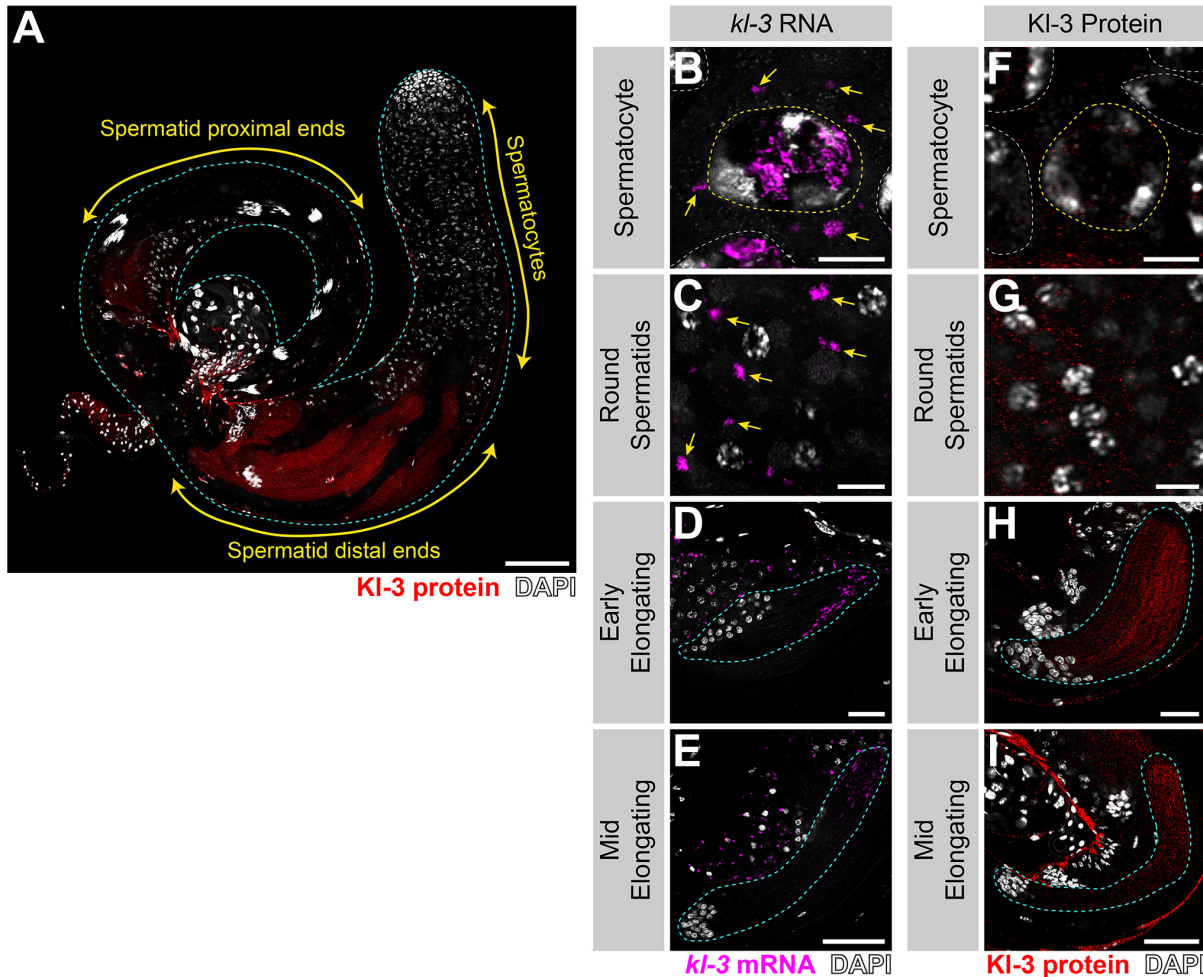 A
Spermatid proximal ends
Spermatocytes
Spermatid distal ends
Kl-3 protein DAPI
kl-3 RNA
Kl-3 Protein
Spermatocyte
B
Spermatocyte
F
Round
Spermatids
C
Round
Spermatids
G
Early
Elongating
D
Early
Elongating
H
Mid
Elongating
E
Mid
Elongating
I
kl-3 mRNA DAPI
Kl-3 protein DAPI